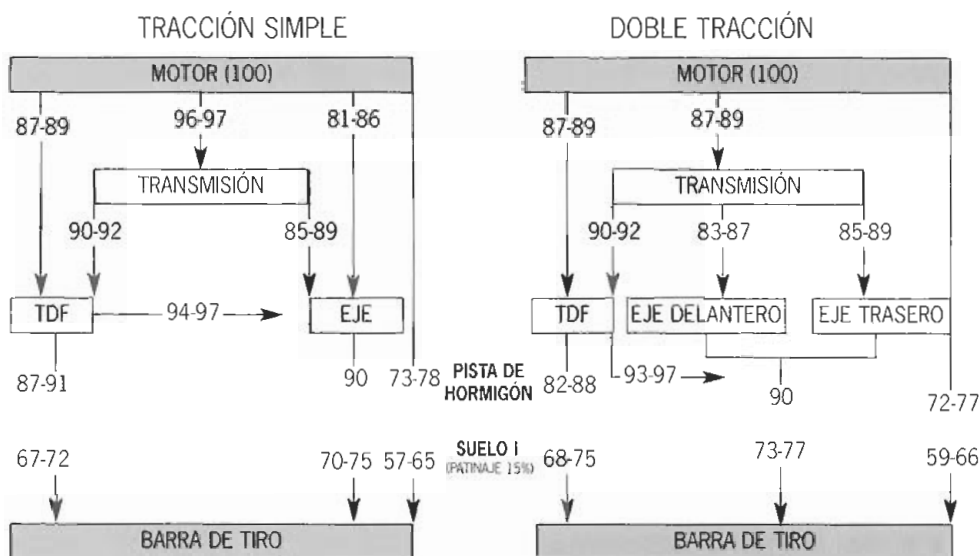 TRACCIÓN SIMPLE
MOTOR (100)
87-89
96-97
81-86
TRANSMISIÓN
90-92
85-89
TDF
94-97
EJE
87-91
90
73-78
67-72
70-75
57-65
BARRA DE TIRO
PISTA DE
HORMIGÓN
SUELO I
(PATINAJE 15%)
DOBLE TRACCIÓN
MOTOR (100)
87-89
87-89
TRANSMISIÓN
90-92
83-87
85-89
TDF
EJE DELANTERO
EJE TRASERO
82-88
93-97
90
72-77
68-75
73-77
59-66
BARRA DE TIRO